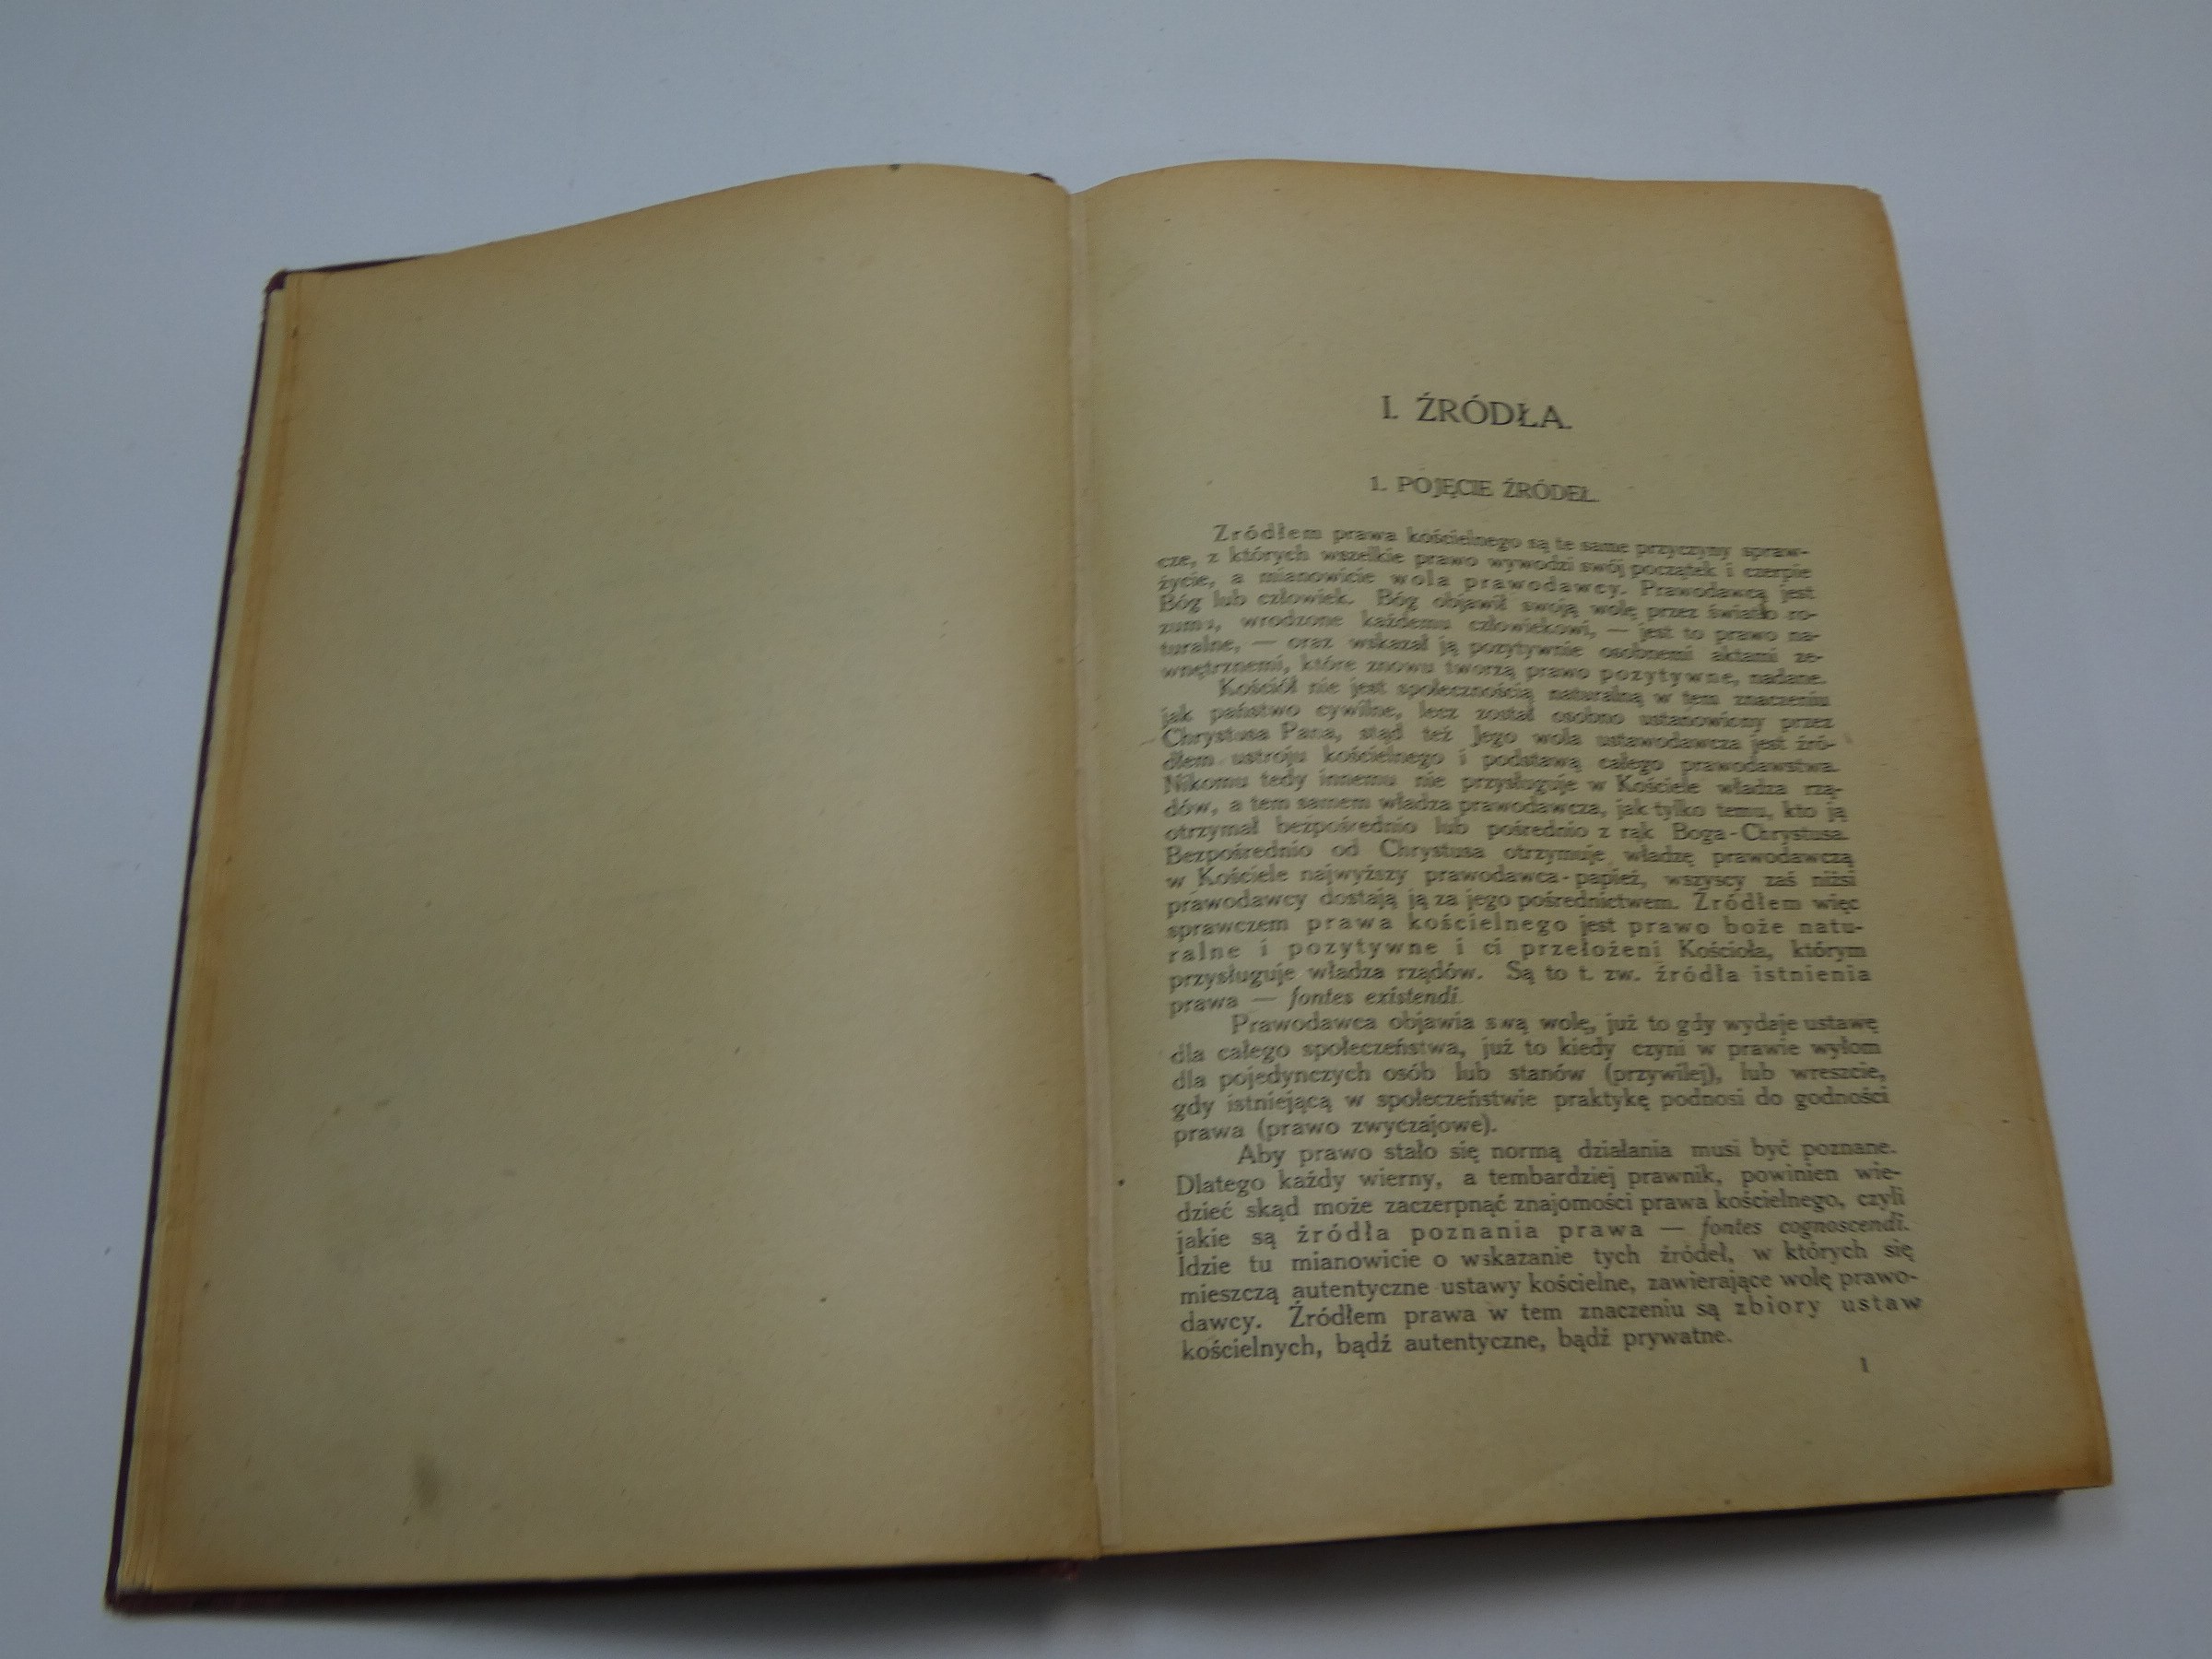 I. ŹRÓDŁA.
1. POJĘCIE ŹRÓDEŁ.
Zródłem prawa kościelnego są te same przyczyny spraw-
cze, z których wszelkie prawo wywodzi swój początek i czerpie
życie, a mianowicie wola prawodawcy. Prawodawcą jest
Bóg lub człowiek. Bóg objawił swoją wolę przez światło ro-
zumu, wrodzone każdemu człowiekowi, — jest to prawo na-
turalne, — oraz wskazał ją pozytywnie osobnemi aktami ze-
wnętrznemi, które znowu tworzą prawo pozytywne, nadane.
Kościół nie jest społecznością naturalną w tem znaczeniu
jak państwo cywilne, lecz został osobno ustanowiony przez
Chrystusa Pana, stąd też Jego wola ustawodawcza jest źró-
dłem ustroju kościelnego i podstawą całego prawodawstwa.
Nikomu tedy innemu nie przysługuje w Kościele władza rzą-
dów, a tem samem władza prawodawcza, jak tylko temu, kto ją
otrzymał bezpośrednio lub pośrednio z rąk Boga-Chrystusa.
Bezpośrednio od Chrystusa otrzymuje władzę prawodawczą
w Kościele najwyższy prawodawca-papież, wszyscy zaś niżsi
prawodawcy dostają ją za jego pośrednictwem. Źródłem więc
sprawczem prawa kościelnego jest prawo boże natu-
ralne i pozytywne i ci przełożeni Kościoła, którym
przysługuje władza rządów. Są to t. zw. źródła istnienia
prawa — fontes existendi.
Prawodawca objawia swą wolę, już to gdy wydaje ustawę
dla całego społeczeństwa, już to kiedy czyni w prawie wyłom
dla pojedynczych osób lub stanów (przywilej), lub wreszcie,
gdy istniejącą w społeczeństwie praktykę podnosi do godności
prawa (prawo zwyczajowe).
Aby prawo stało się normą działania musi być poznane.
Dlatego każdy wierny, a tembardziej prawnik, powinien wie-
dzieć skąd może zaczerpnąć znajomości prawa kościelnego, czyli
jakie są źródła poznania prawa — fontes cognoscendi.
Idzie tu mianowicie o wskazanie tych źródeł, w których się
mieszczą autentyczne ustawy kościelne, zawierające wolę prawo-
dawcy. Źródłem prawa w tem znaczeniu są zbiory ustaw
kościelnych, bądź autentyczne, bądź prywatne.
1